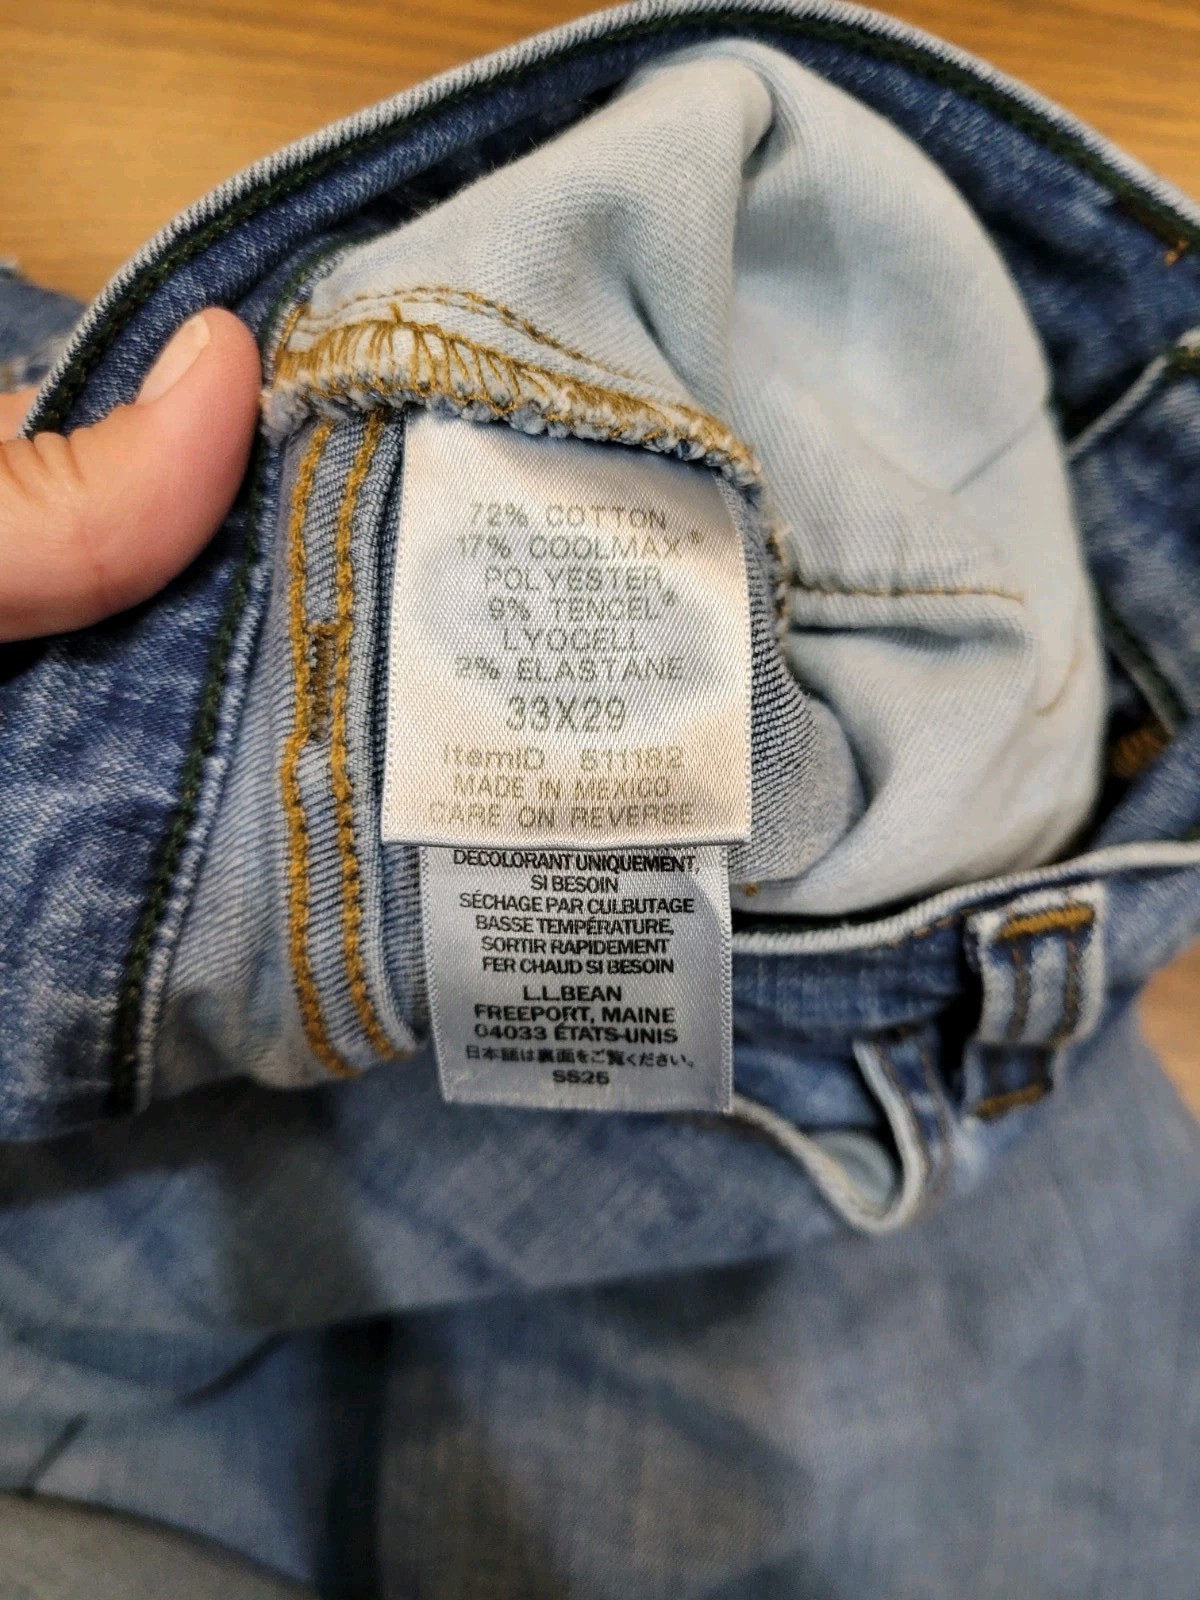 72% COTTON
17% COOLMAX®
POLYESTER
9% TENCEL®
LYOCELL
2% ELASTANE
33X29
ItemID 511182
MADE IN MEXICO
CARE ON REVERSE
DÉCOLORANT UNIQUEMENT,
SI BESOIN
SÉCHAGE PAR CULBUTAGE
BASSE TEMPÉRATURE,
SORTIR RAPIDEMENT
FER CHAUD SI BESOIN
L.L.BEAN
FREEPORT, MAINE
04033 ÉTATS-UNIS
日本語は裏面をご覧ください。
SS25